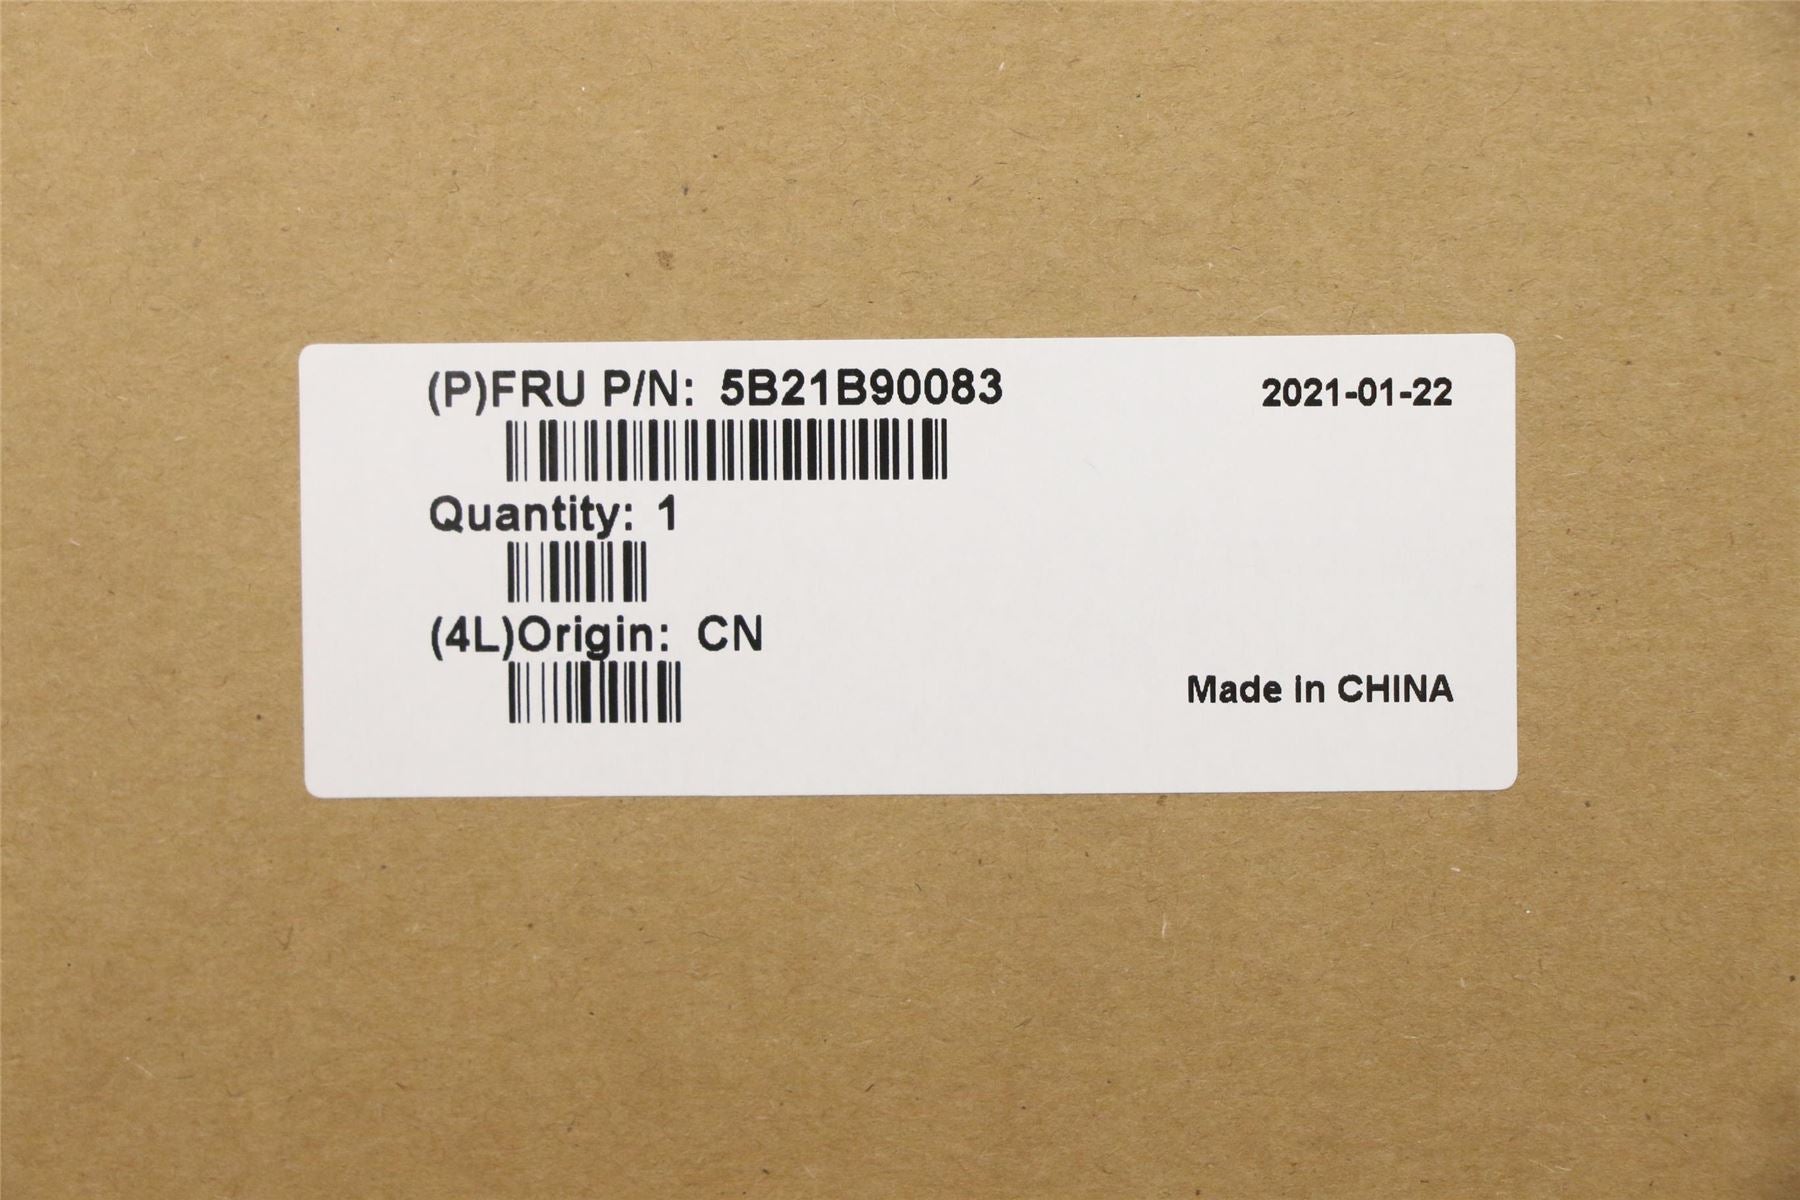 (P)FRU P/N: 5B21B90083
2021-01-22
Quantity: 1
(4L)Origin: CN
Made in CHINA